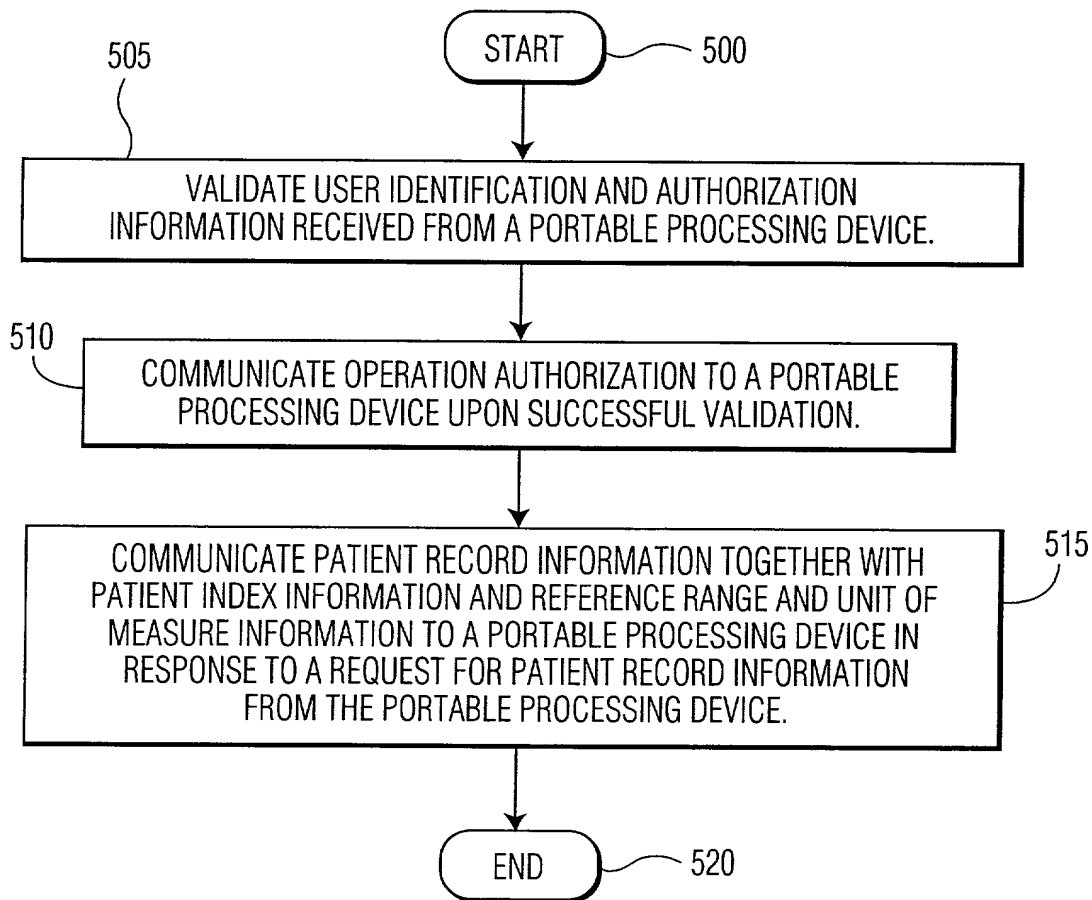 START
500
505
VALIDATE USER IDENTIFICATION AND AUTHORIZATION
INFORMATION RECEIVED FROM A PORTABLE PROCESSING DEVICE.
510
COMMUNICATE OPERATION AUTHORIZATION TO A PORTABLE
PROCESSING DEVICE UPON SUCCESSFUL VALIDATION.
515
COMMUNICATE PATIENT RECORD INFORMATION TOGETHER WITH
PATIENT INDEX INFORMATION AND REFERENCE RANGE AND UNIT OF
MEASURE INFORMATION TO A PORTABLE PROCESSING DEVICE IN
RESPONSE TO A REQUEST FOR PATIENT RECORD INFORMATION
FROM THE PORTABLE PROCESSING DEVICE.
END
520